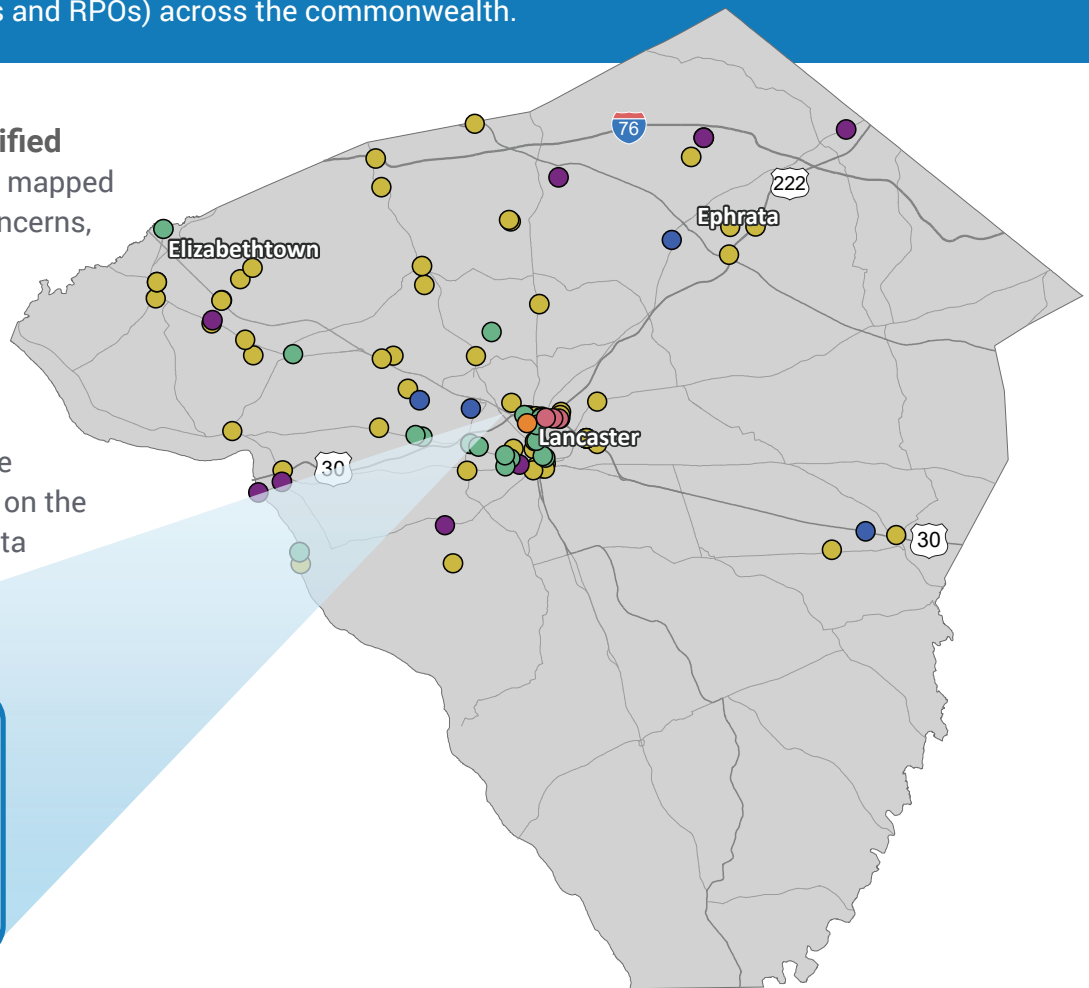 s and RPOs) across the commonwealth.
ified
mapped
ncerns,
e
on the
ta
76
222
Ephrata
Elizabethtown
Lancaster
30
30